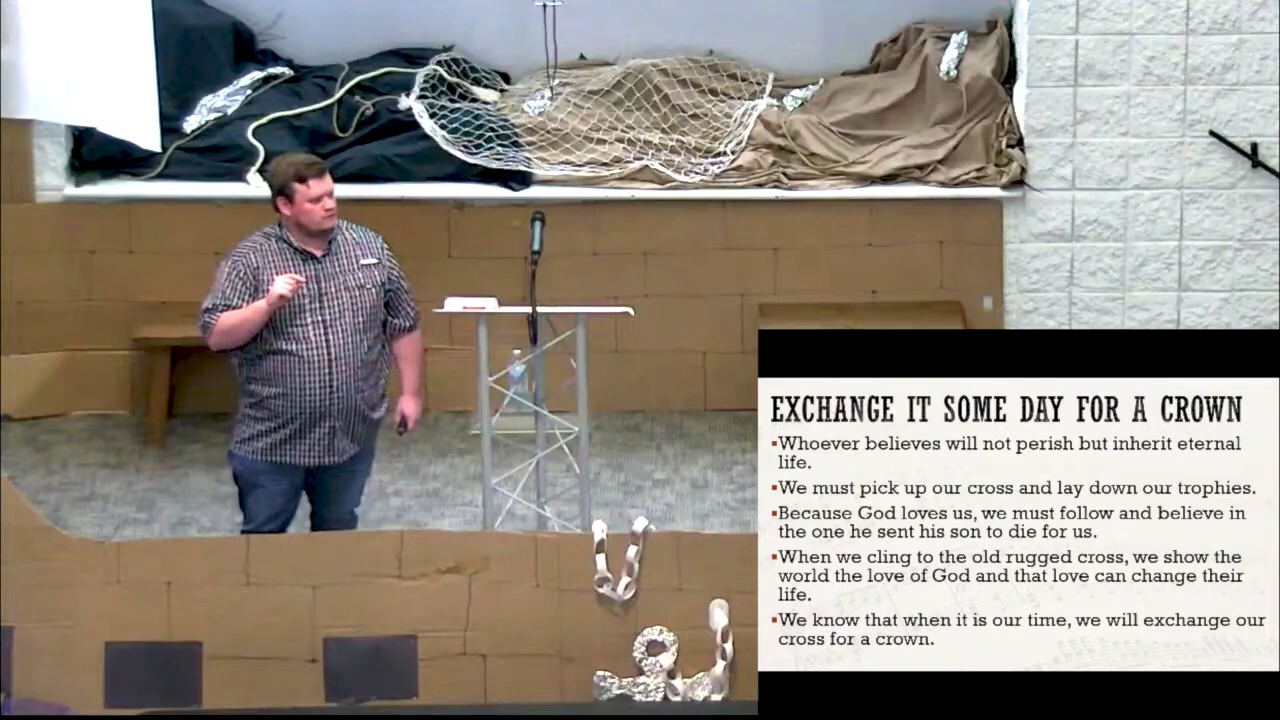 EXCHANGE IT SOME DAY FOR A CROWN
▪Whoever believes will not perish but inherit eternal
life.
▪We must pick up our cross and lay down our trophies.
▪Because God loves us, we must follow and believe in
the one he sent his son to die for us.
▪When we cling to the old rugged cross, we show the
world the love of God and that love can change their
life.
▪We know that when it is our time, we will exchange our
cross for a crown.